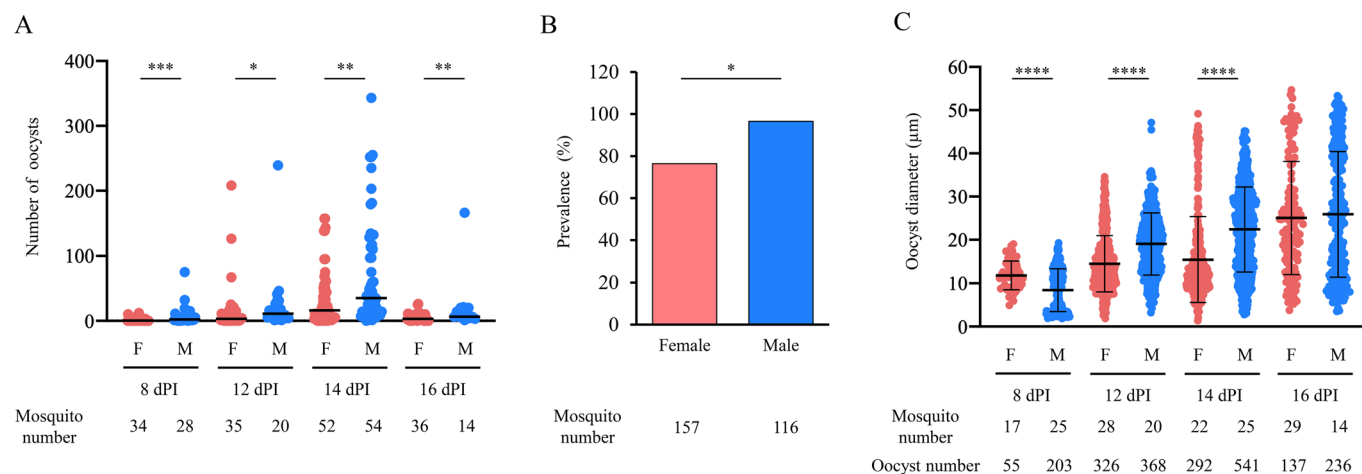 A
Number of oocysts
400
300
200
100
0
***
*
**
**
F M F M F M F M
8 dPI 12 dPI 14 dPI 16 dPI
Mosquito
number
34 28 35 20 52 54 36 14
B
Prevalence (%)
120
100
80
60
40
20
0
*
Female Male
Mosquito
number
157 116
C
Oocyst diameter (μm)
60
50
40
30
20
10
0
****
****
****
F M F M F M F M
8 dPI 12 dPI 14 dPI 16 dPI
Mosquito
number
17 25 28 20 22 25 29 14
Oocyst number 55 203 326 368 292 541 137 236